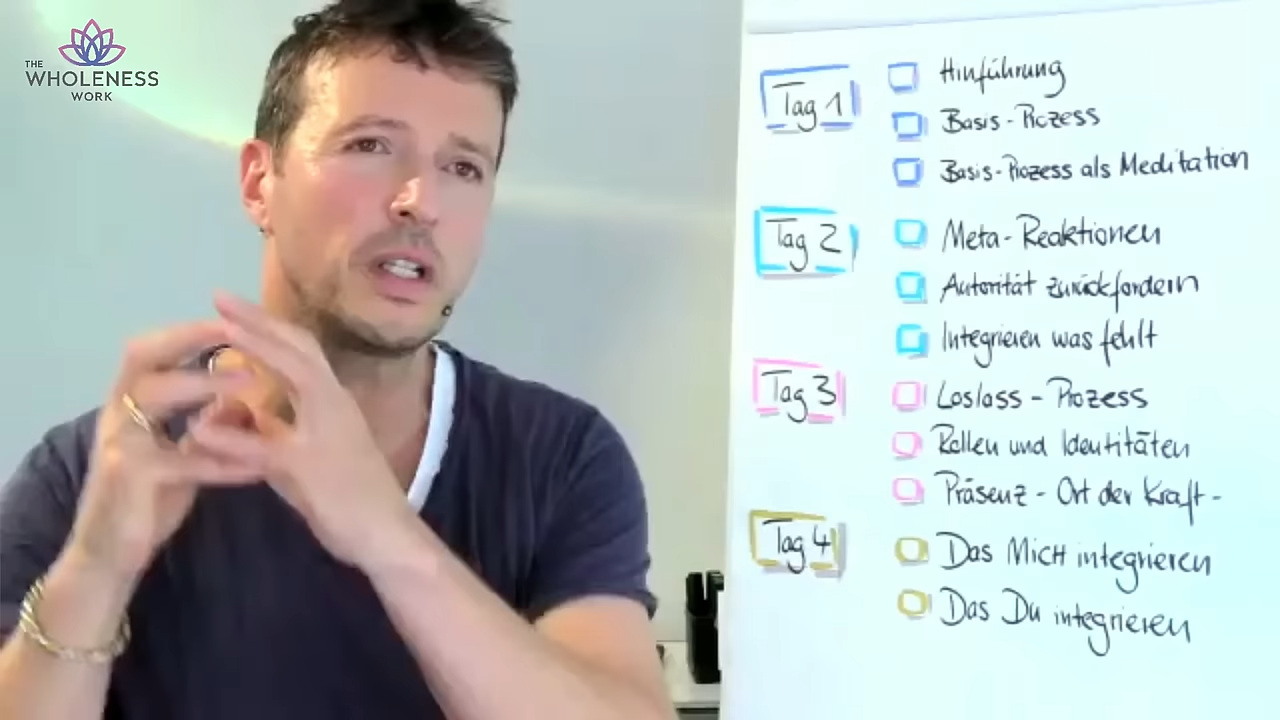 THE
WHOLENESS
WORK
Tag 1
Hinführung
Basis-Prozess
Basis-Prozess als Meditation
Tag 2
Meta-Reaktionen
Autorität zurückfordern
Integrieren was fehlt
Tag 3
Loslass-Prozess
Rollen und Identitäten
Präsenz - Ort der Kraft -
Tag 4
Das MicH integrieren
Das Du integrieren